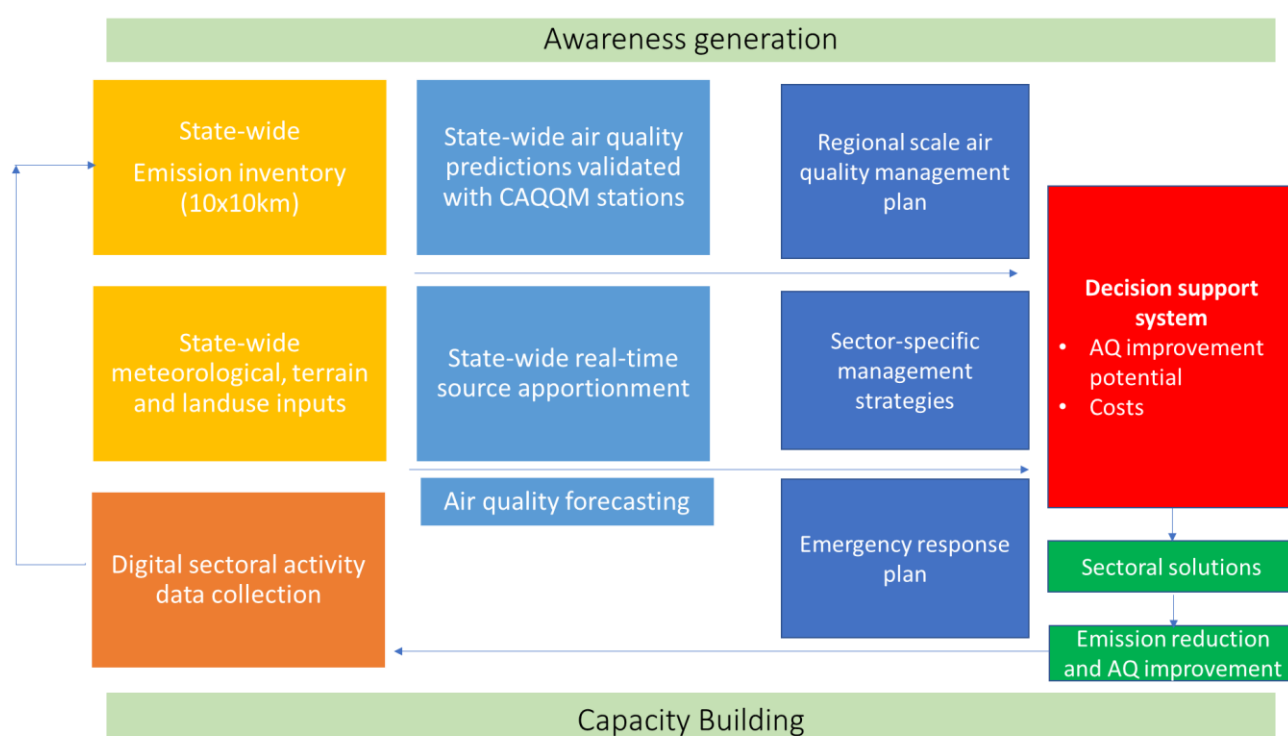 Awareness generation
State-wide
Emission inventory
(10x10km)
State-wide air quality
predictions validated
with CAQQM stations
Regional scale air
quality management
plan
State-wide
meteorological, terrain
and landuse inputs
State-wide real-time
source apportionment
Sector-specific
management
strategies
Decision support
system
• AQ improvement
potential
• Costs
Air quality forecasting
Digital sectoral activity
data collection
Emergency response
plan
Sectoral solutions
Emission reduction
and AQ improvement
Capacity Building